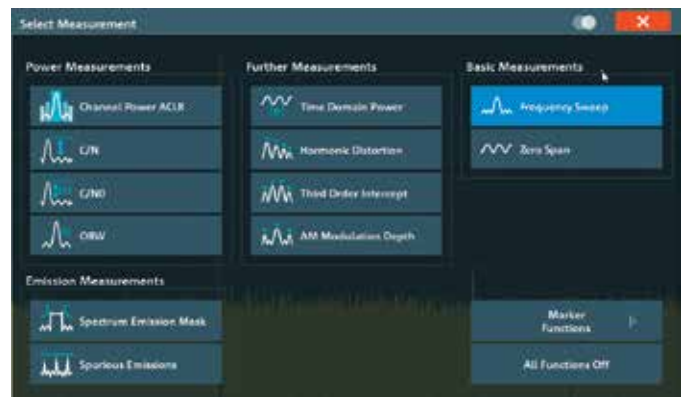 Select Measurement
Power Measurements
Channel Power ACLR
C/N
C/N0
OBW
Further Measurements
Time Domain Power
Harmonic Distortion
Third Order Intercept
AM Modulation Depth
Basic Measurements
Frequency Sweep
Zero Span
Emission Measurements
Spectrum Emission Mask
Spurious Emissions
Marker
Functions
All Functions Off